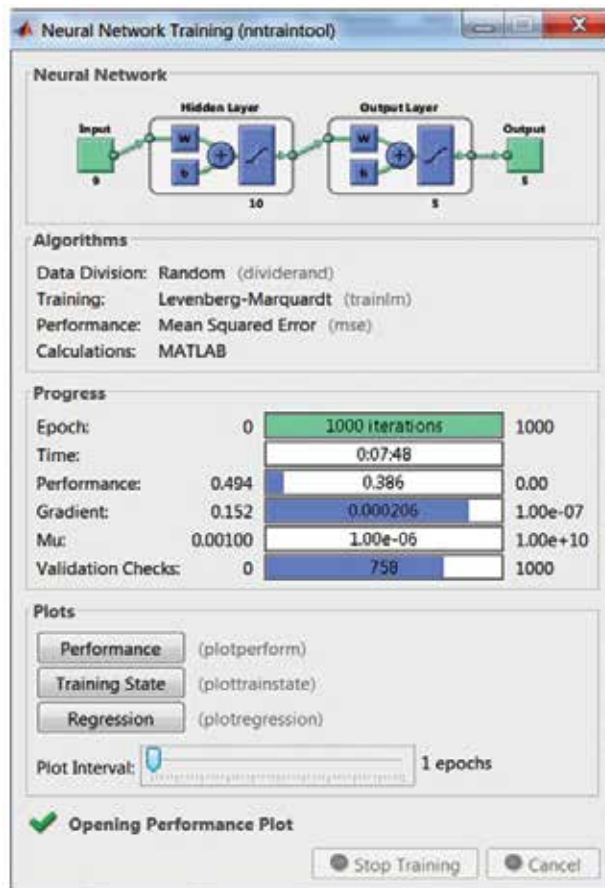 Neural Network Training (nntraintool)
Neural Network
Hidden Layer
Output Layer
Input
Output
W
b
W
b
9
10
5
5
Algorithms
Data Division: Random (dividerand)
Training: Levenberg-Marquardt (trainlm)
Performance: Mean Squared Error (mse)
Calculations: MATLAB
Progress
Epoch: 0 1000 iterations 1000
Time: 0:07:48
Performance: 0.494 0.386 0.00
Gradient: 0.152 0.000206 1.00e-07
Mu: 0.00100 1.00e-06 1.00e+10
Validation Checks: 0 758 1000
Plots
Performance (plotperform)
Training State (plottrainstate)
Regression (plotregression)
Plot Interval: 1 epochs
Opening Performance Plot
Stop Training
Cancel